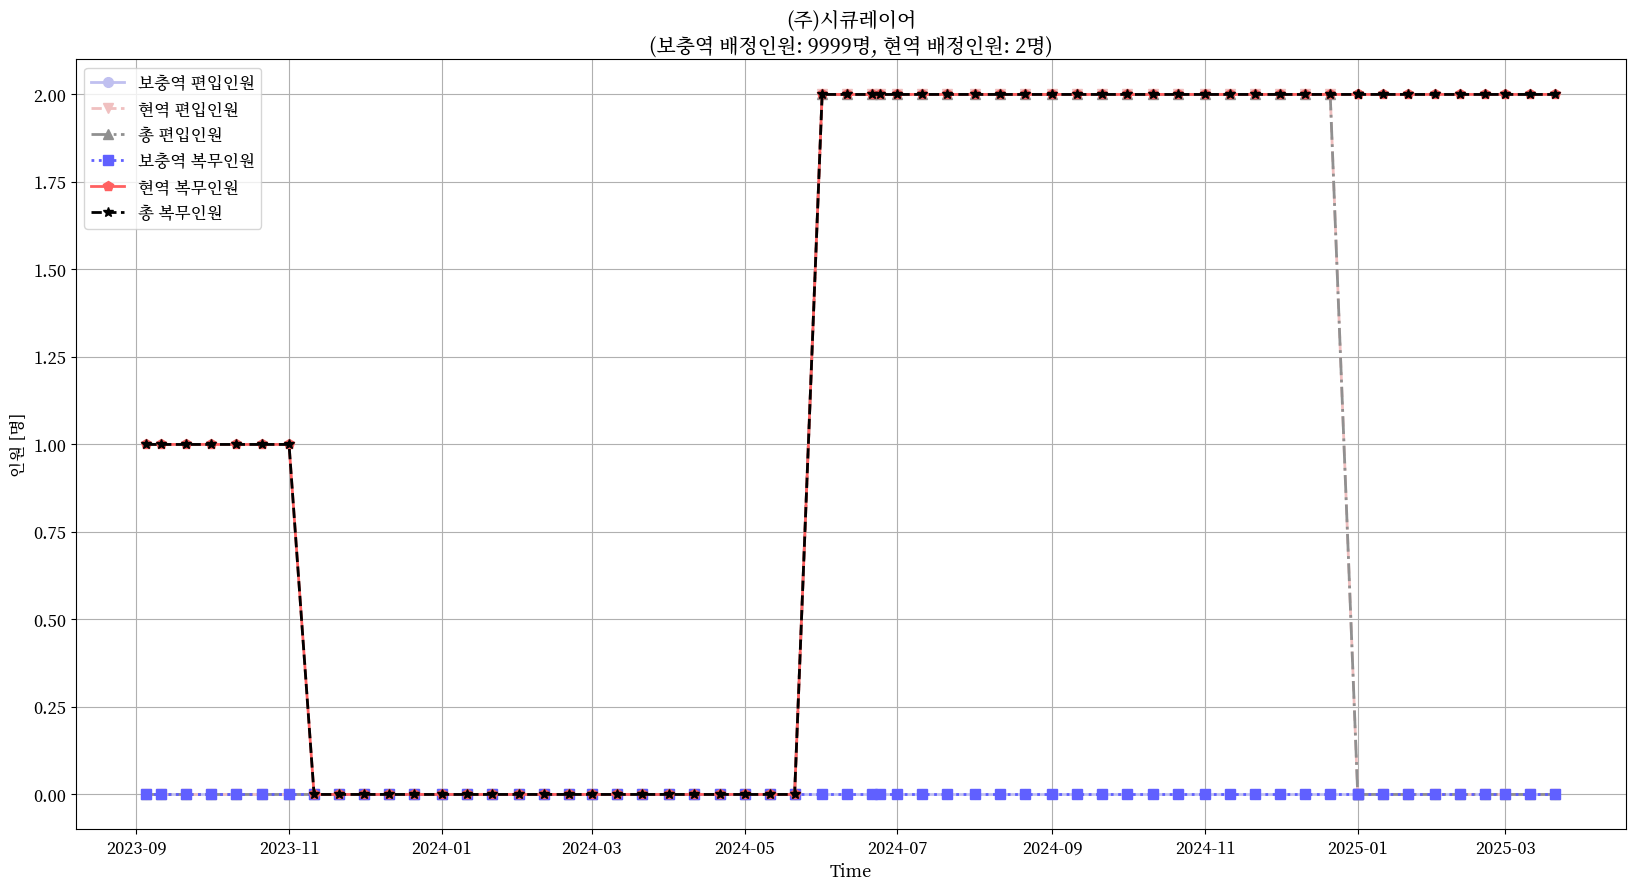 (주)시큐레이어
(보충역 배정인원: 9999명, 현역 배정인원: 2명)
보충역 편입인원
현역 편입인원
총 편입인원
보충역 복무인원
현역 복무인원
총 복무인원
2.00
1.75
1.50
1.25
1.00
0.75
0.50
0.25
0.00
인원 [명]
2023-09
2023-11
2024-01
2024-03
2024-05
2024-07
2024-09
2024-11
2025-01
2025-03
Time